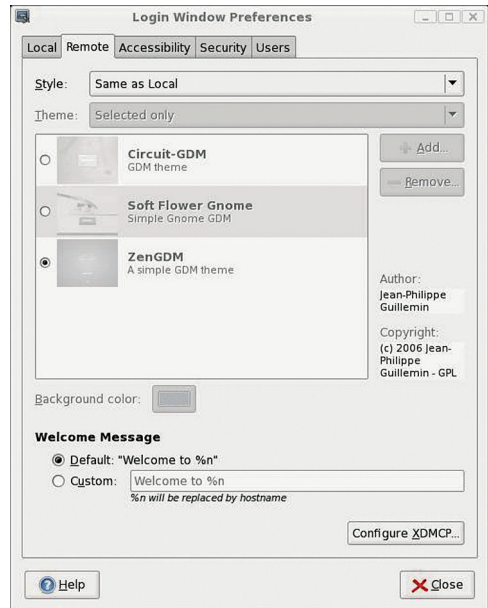 Login Window Preferences
Local Remote Accessibility Security Users
Style: Same as Local
Theme: Selected only
Circuit-GDM
GDM theme
Add...
Soft Flower Gnome
Simple Gnome GDM
Remove...
ZenGDM
A simple GDM theme
Author:
Jean-Philippe
Guillemin
Copyright:
(c) 2006 Jean-
Philippe
Guillemin - GPL
Background color:
Welcome Message
Default: "Welcome to %n"
Custom: Welcome to %n
%n will be replaced by hostname
Configure XDMCP...
Help
Close